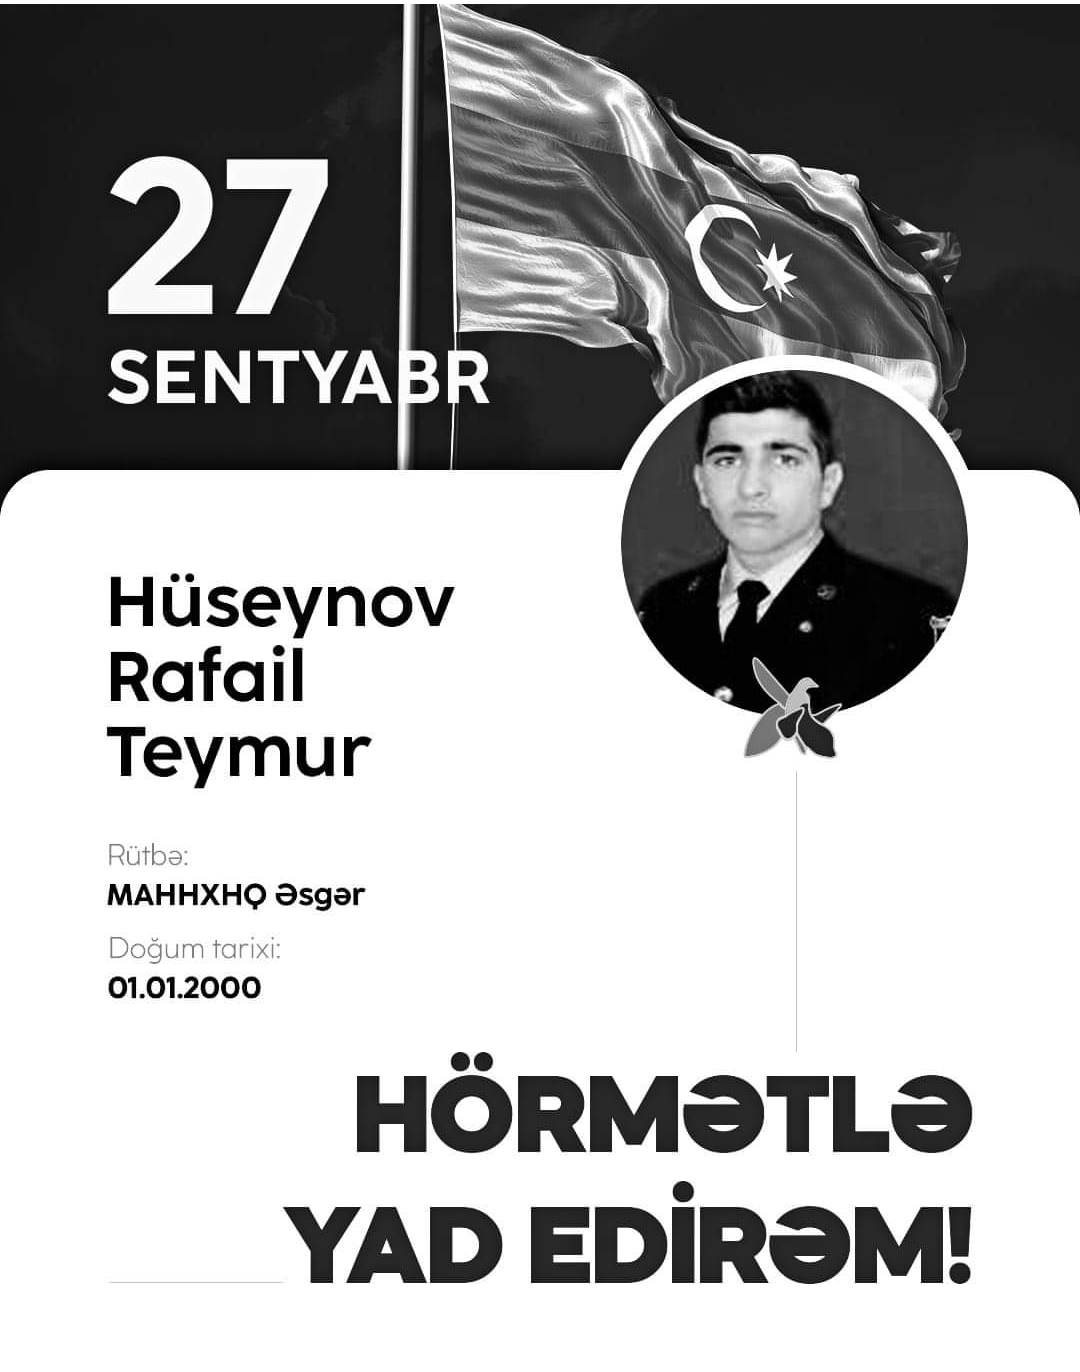 27
SENTYABR
Hüseynov
Rafail
Teymur
Rütbə:
MAHHXHQ Əsgər
Doğum tarixi:
01.01.2000
HÖRMƏTLƏ
YAD EDİRƏM!